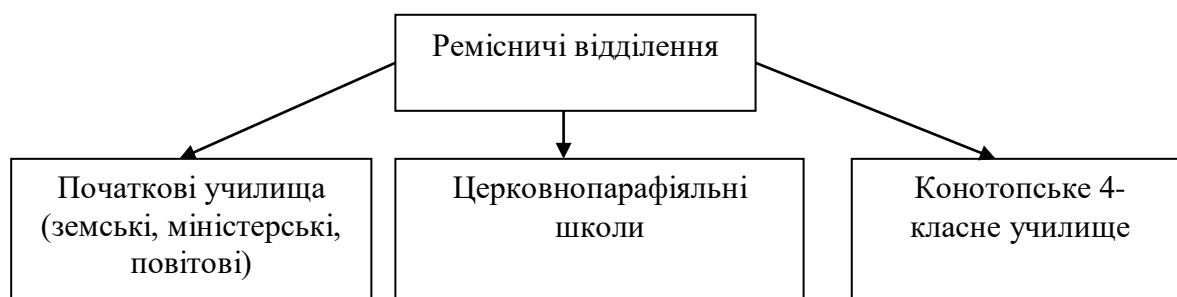 Ремісничі відділення
Початкові училища
(земські, міністерські,
повітові)
Церковнопарафіяльні
школи
Конотопське 4-
класне училище